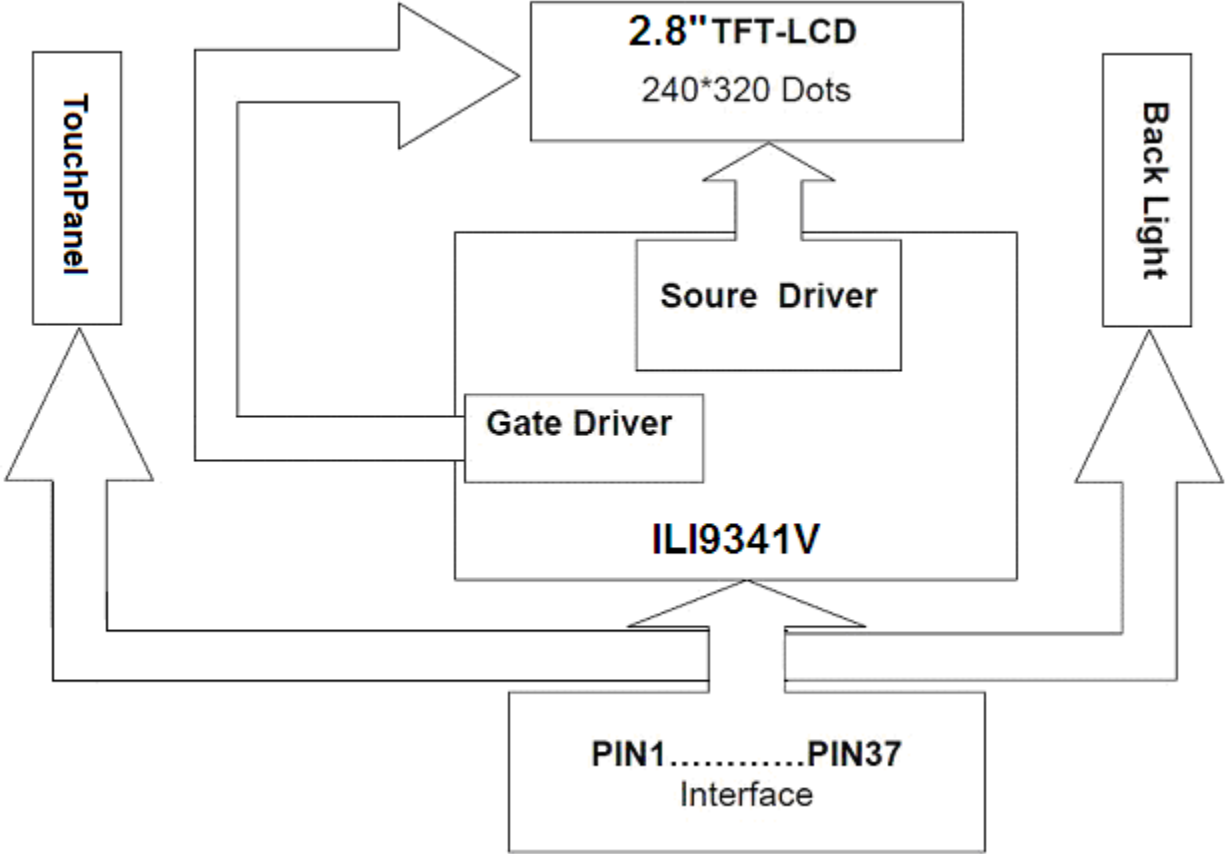 2.8" TFT-LCD
240*320 Dots
TouchPanel
Back Light
Soure Driver
Gate Driver
ILI9341V
PIN1............PIN37
Interface